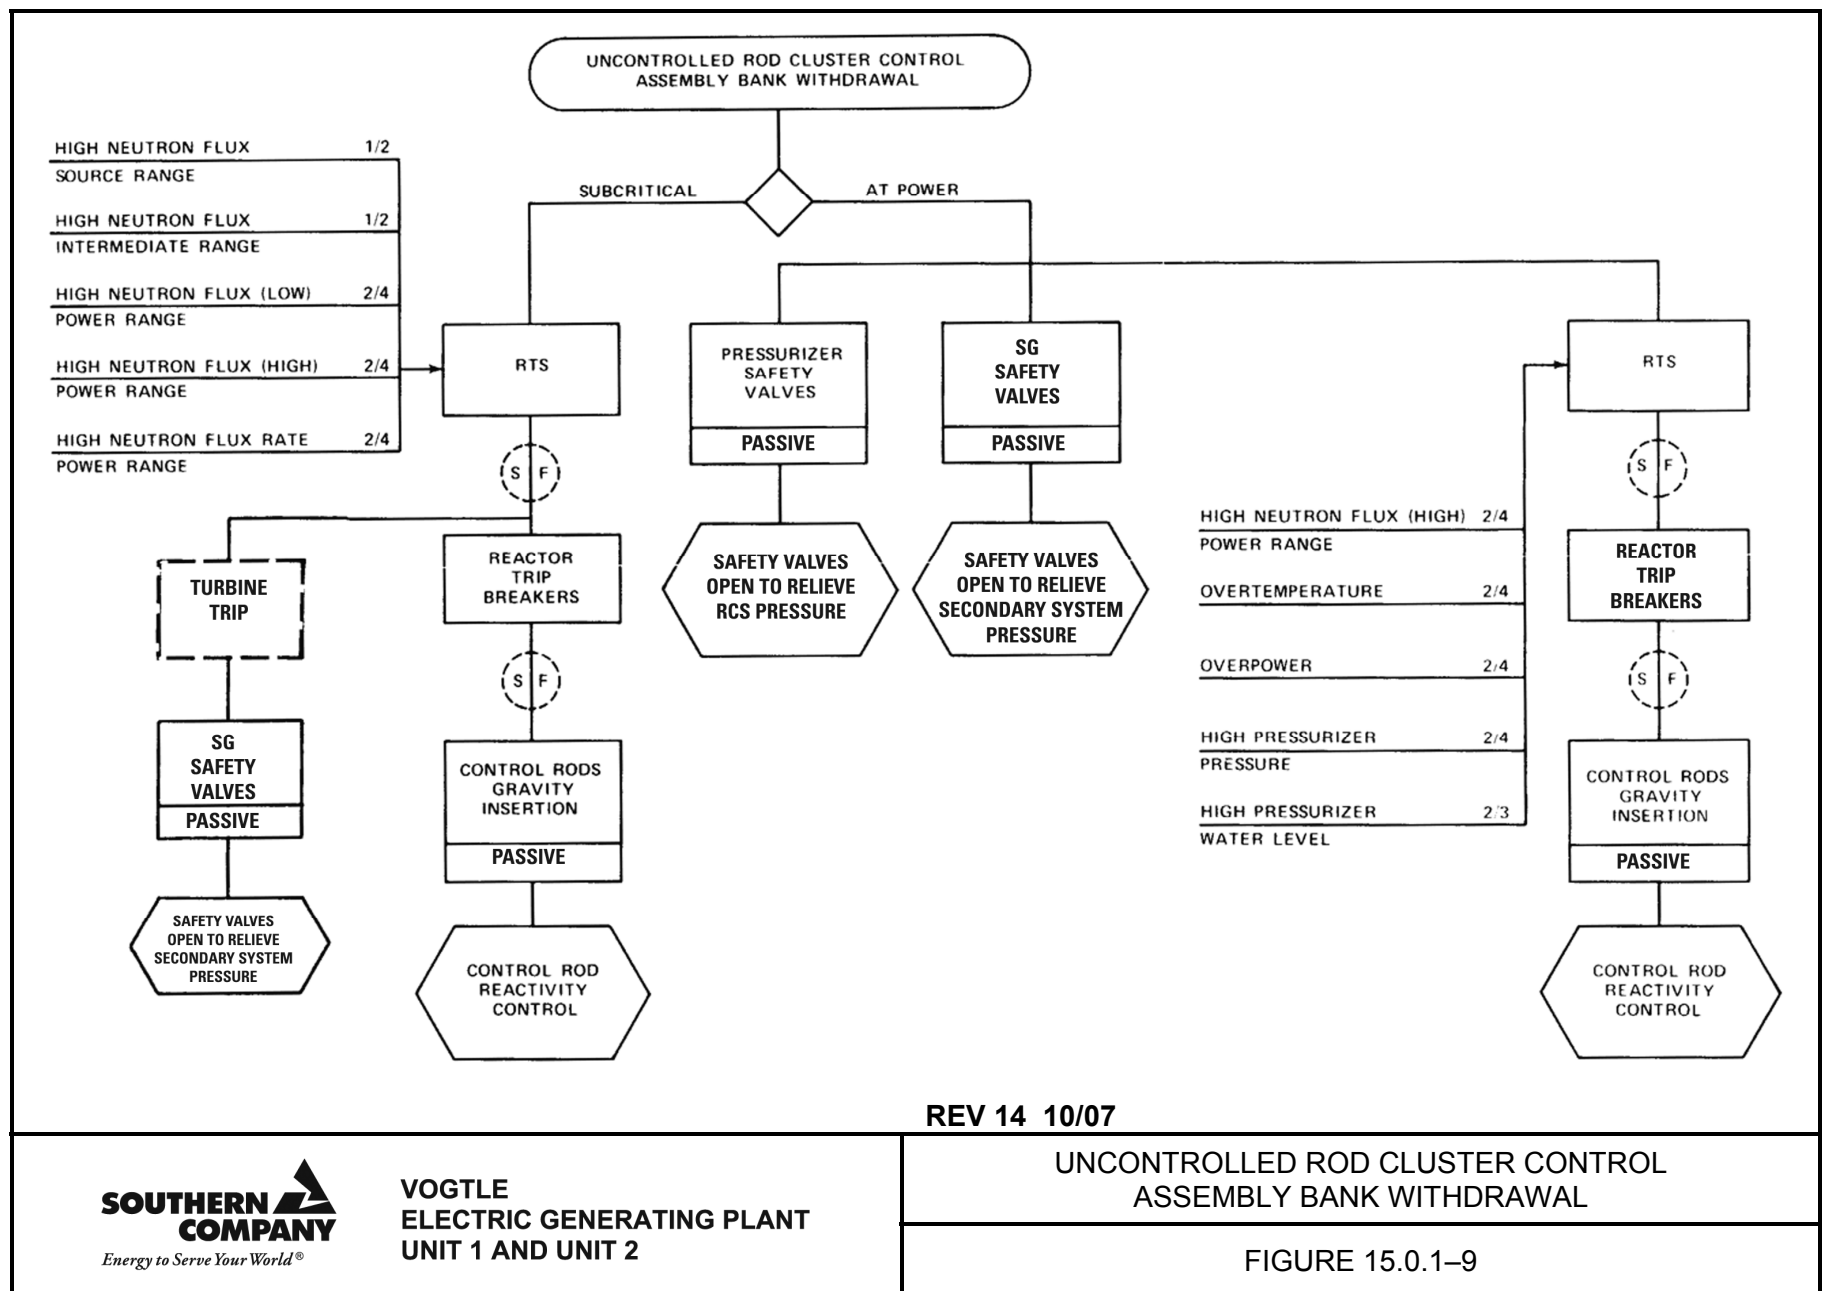 UNCONTROLLED ROD CLUSTER CONTROL
ASSEMBLY BANK WITHDRAWAL
SUBCRITICAL
AT POWER
HIGH NEUTRON FLUX 1/2
SOURCE RANGE
HIGH NEUTRON FLUX 1/2
INTERMEDIATE RANGE
HIGH NEUTRON FLUX (LOW) 2/4
POWER RANGE
HIGH NEUTRON FLUX (HIGH) 2/4
POWER RANGE
HIGH NEUTRON FLUX RATE 2/4
POWER RANGE
RTS
S F
TURBINE
TRIP
SG
SAFETY
VALVES
PASSIVE
SAFETY VALVES
OPEN TO RELIEVE
SECONDARY SYSTEM
PRESSURE
REACTOR
TRIP
BREAKERS
S F
CONTROL RODS
GRAVITY
INSERTION
PASSIVE
CONTROL ROD
REACTIVITY
CONTROL
PRESSURIZER
SAFETY
VALVES
PASSIVE
SAFETY VALVES
OPEN TO RELIEVE
RCS PRESSURE
SG
SAFETY
VALVES
PASSIVE
SAFETY VALVES
OPEN TO RELIEVE
SECONDARY SYSTEM
PRESSURE
HIGH NEUTRON FLUX (HIGH) 2/4
POWER RANGE
OVERTEMPERATURE 2/4
OVERPOWER 2/4
HIGH PRESSURIZER 2/4
PRESSURE
HIGH PRESSURIZER 2/3
WATER LEVEL
RTS
S F
REACTOR
TRIP
BREAKERS
S F
CONTROL RODS
GRAVITY
INSERTION
PASSIVE
CONTROL ROD
REACTIVITY
CONTROL
REV 14 10/07
SOUTHERN
COMPANY
Energy to Serve Your World®
VOGTLE
ELECTRIC GENERATING PLANT
UNIT 1 AND UNIT 2
UNCONTROLLED ROD CLUSTER CONTROL
ASSEMBLY BANK WITHDRAWAL
FIGURE 15.0.1–9